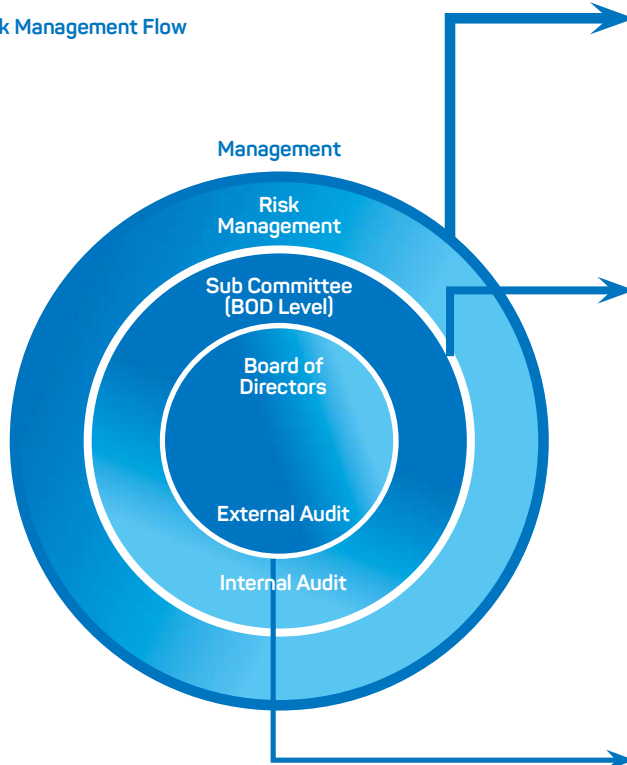 k Management Flow
Management
Risk
Management
Sub Committee
(BOD Level)
Board of
Directors
External Audit
Internal Audit